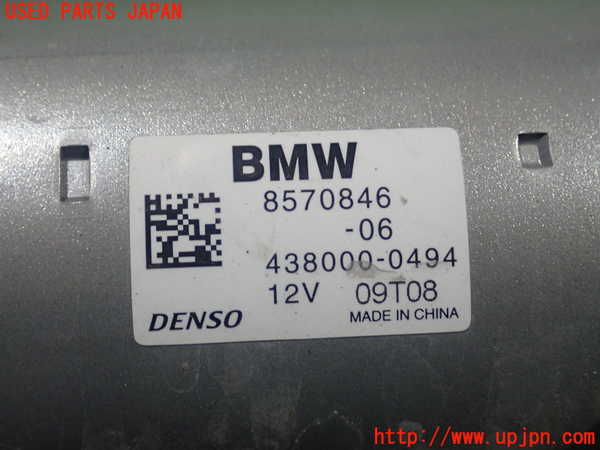 USED PARTS JAPAN
BMW
8570846
-06
438000-0494
12V 09T08
DENSO MADE IN CHINA
http://www.upjpn.com/